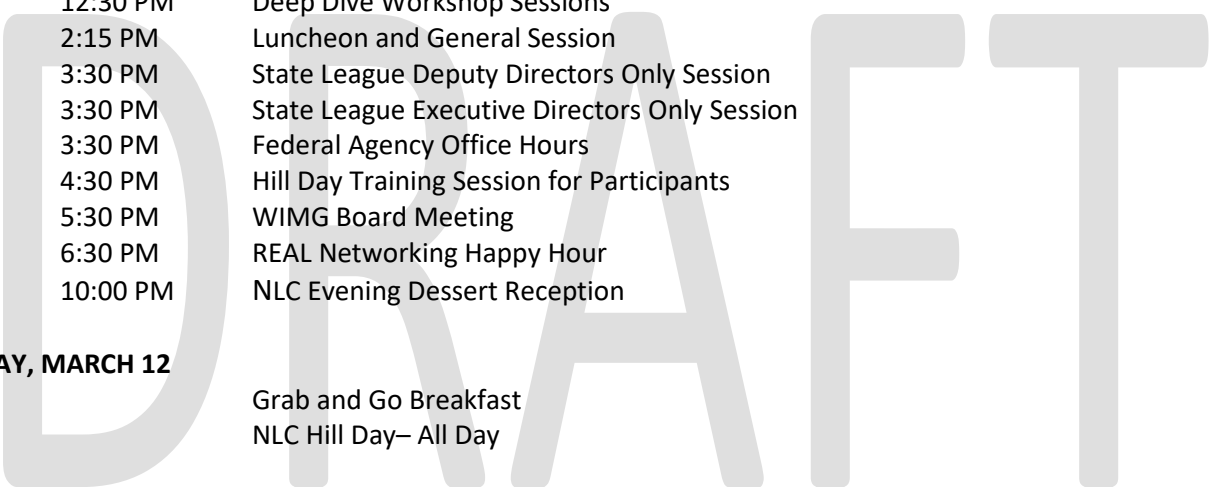 12:30 PM Deep Dive Workshop Sessions
2:15 PM Luncheon and General Session
3:30 PM State League Deputy Directors Only Session
3:30 PM State League Executive Directors Only Session
3:30 PM Federal Agency Office Hours
4:30 PM Hill Day Training Session for Participants
5:30 PM WIMG Board Meeting
6:30 PM REAL Networking Happy Hour
10:00 PM NLC Evening Dessert Reception
AY, MARCH 12
Grab and Go Breakfast
NLC Hill Day– All Day
DRAFT